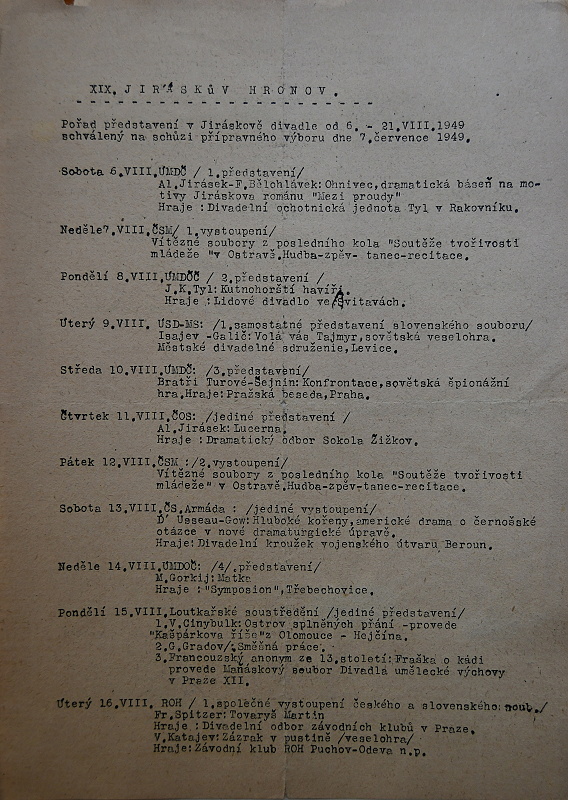 XIX. J I R Á S K Ů V  H R O N O V .
Pořad představení v Jiráskově divadle od 6. - 21.VIII.1949
schválený na schůzi přípravného výboru dne 7.července 1949.
Sobota 6.VIII.ÚMDOČ / 1.představení/
Al.Jirásek-F.Bělohlávek: Ohnivec,dramatická báseň na mo-
tivy Jiráskova románu "Mezi proudy"
Hraje :Divadelní ochotnická jednota Tyl v Rakovníku.
Neděle7.VIII.ČSM/ 1.vystoupení/
Vítězné soubory z posledního kola "Soutěže tvořivosti
mládeže "v Ostravě.Hudba-zpěv- tanec-recitace.
Pondělí 8.VIII.ÚMDOČ / 2.představení /
J.K.Tyl: Kutnohorští havíři.
Hraje :Lidové divadlo ve Svitavách.
Úterý 9.VIII. ÚSD-MS: /1.samostatné představení slovenského souboru/
Isajev -Galič: Volá vás Tajmyr,sovětská veselohra.
Městské divadelné sdruženie,Levice.
Středa 10.VIII.ÚMDOČ: /3.představení/
Bratři Turové-Šejnin: Konfrontace,sovětská špionážní
hra.Hraje: Pražská beseda,Praha.
Čtvrtek 11.VIII.ČOS: /jediné představení /
Al.Jirásek: Lucerna.
Hraje :Dramatický odbor Sokola Žižkov.
Pátek 12.VIII.ČSM :/2.vystoupení/
Vítězné soubory z posledního kola "Soutěže tvořivosti
mládeže" v Ostravě.Hudba-zpěv-tanec-recitace.
Sobota 13.VIII.ČS.Armáda : /jediné vystoupení/
D' Usseau-Gow: Hluboké kořeny,americké drama o černošské
otázce v nové dramaturgické úpravě.
Hraje: Divadelní kroužek vojenského útvaru Beroun.
Neděle 14.VIII.ÚMDOČ: /4/.představení/
M.Gorkij: Matka
Hraje : "Symposion",Třebechovice.
Pondělí 15.VIII.Loutkářské soustředění /jediné představení/
1.V.Cinybulk: Ostrov splněných přání -provede
"Kašpárkova říše"z Olomouce - Hejčína.
2.G.Gradov/: Směšná práce.
3.Francouzský anonym ze 13.století: Fraška o kádi
provede Maňáskový soubor Divadla umělecké výchovy
v Praze XII.
Úterý 16.VIII. ROH / 1.společné vystoupení českého a slovenského soub./
Fr.Spitzer: Tovaryš Martin
Hraje :Divadelní odbor závodních klubů v Praze.
V.Katajev: Zázrak v pustině /veselohra/
Hraje: Závodní klub ROH Puchov-Odeva n.p.